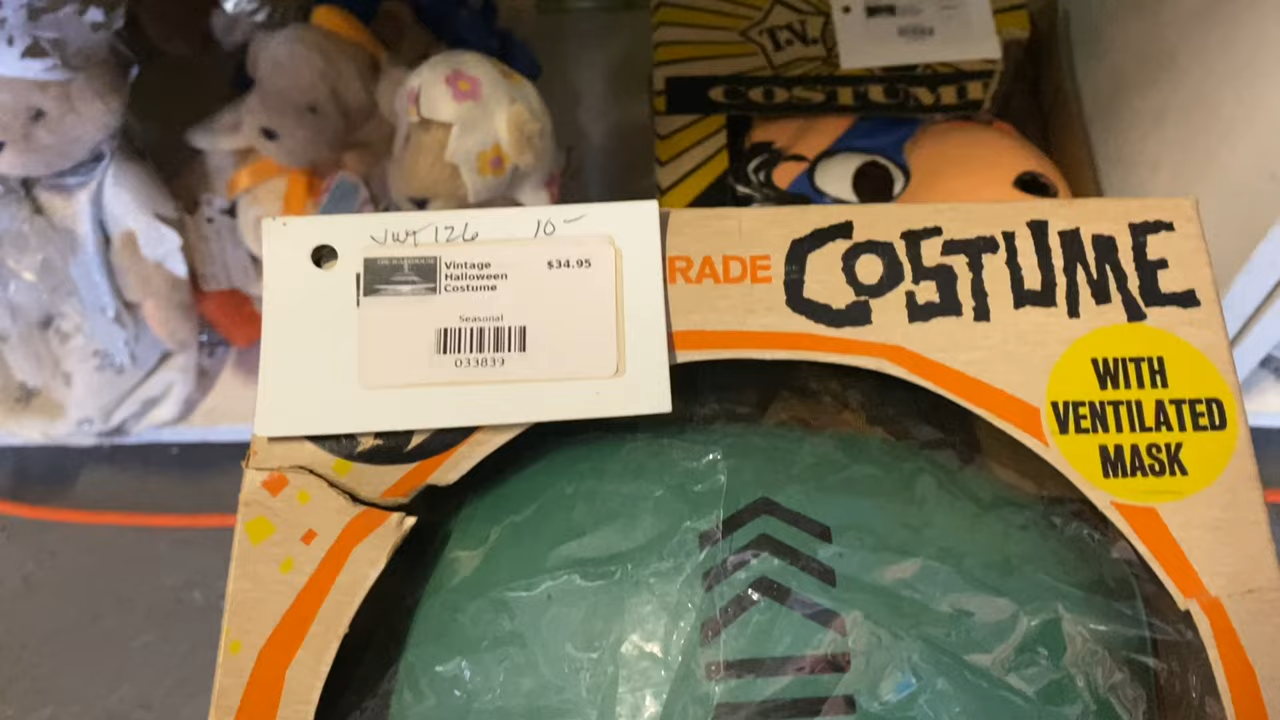 T.V.
COSTUME
JWT 126 10-
Vintage
Halloween
Costume
$34.95
Seasonal
033839
RADE COSTUME
WITH
VENTILATED
MASK